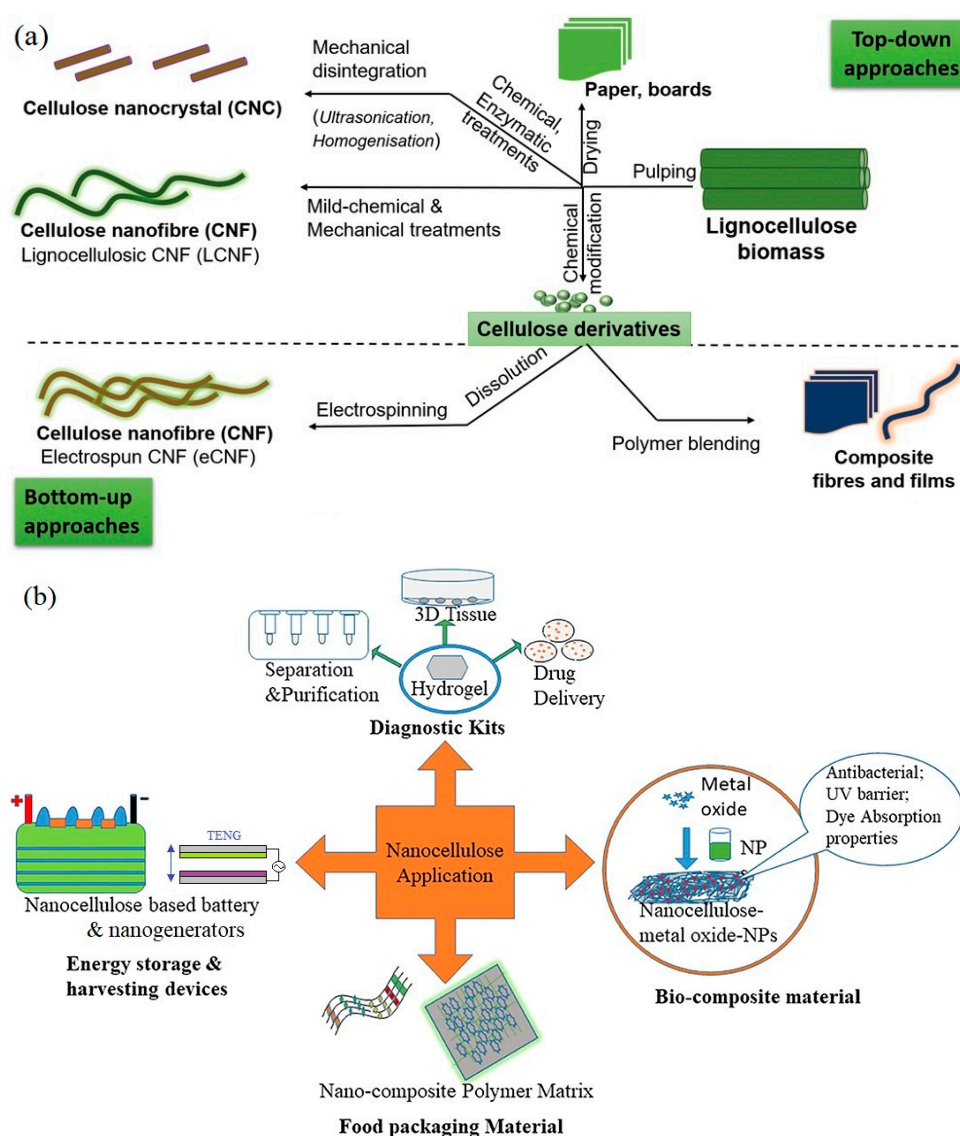 (a)
Cellulose nanocrystal (CNC)
Mechanical
disintegration
(Ultrasonication,
Homogenisation)
Chemical,
Enzymatic
treatments
Paper, boards
Drying
Top-down
approaches
Pulping
Lignocellulose
biomass
Cellulose nanofibre (CNF)
Lignocellulosic CNF (LCNF)
Mild-chemical &
Mechanical treatments
Chemical
modification
Cellulose derivatives
Cellulose nanofibre (CNF)
Electrospun CNF (eCNF)
Electrospinning
Dissolution
Polymer blending
Composite
fibres and films
Bottom-up
approaches
(b)
Separation
&Purification
3D Tissue
Hydrogel
Drug
Delivery
Diagnostic Kits
+
−
TENG
Nanocellulose based battery
& nanogenerators
Energy storage &
harvesting devices
Nanocellulose
Application
Metal
oxide
NP
Antibacterial;
UV barrier;
Dye Absorption
properties
Nanocellulose-
metal oxide-NPs
Bio-composite material
Nano-composite Polymer Matrix
Food packaging Material